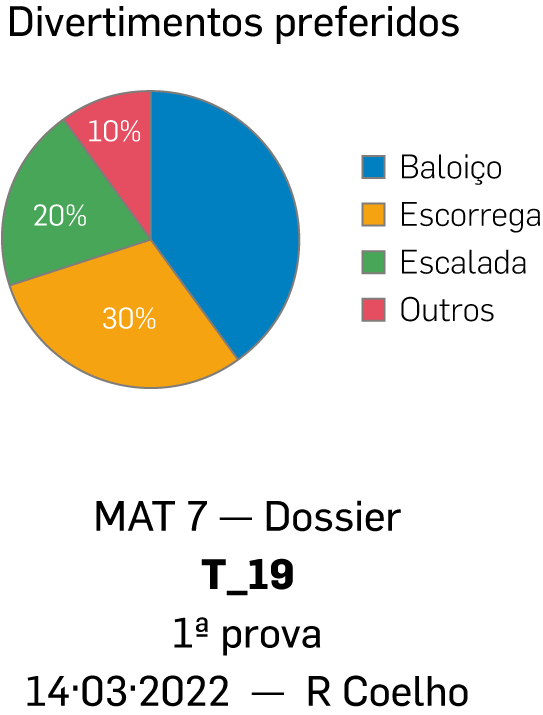 Divertimentos preferidos
10%
20%
30%
Baloiço
Escorrega
Escalada
Outros
MAT 7 — Dossier
T_19
1ª prova
14·03·2022 — R Coelho